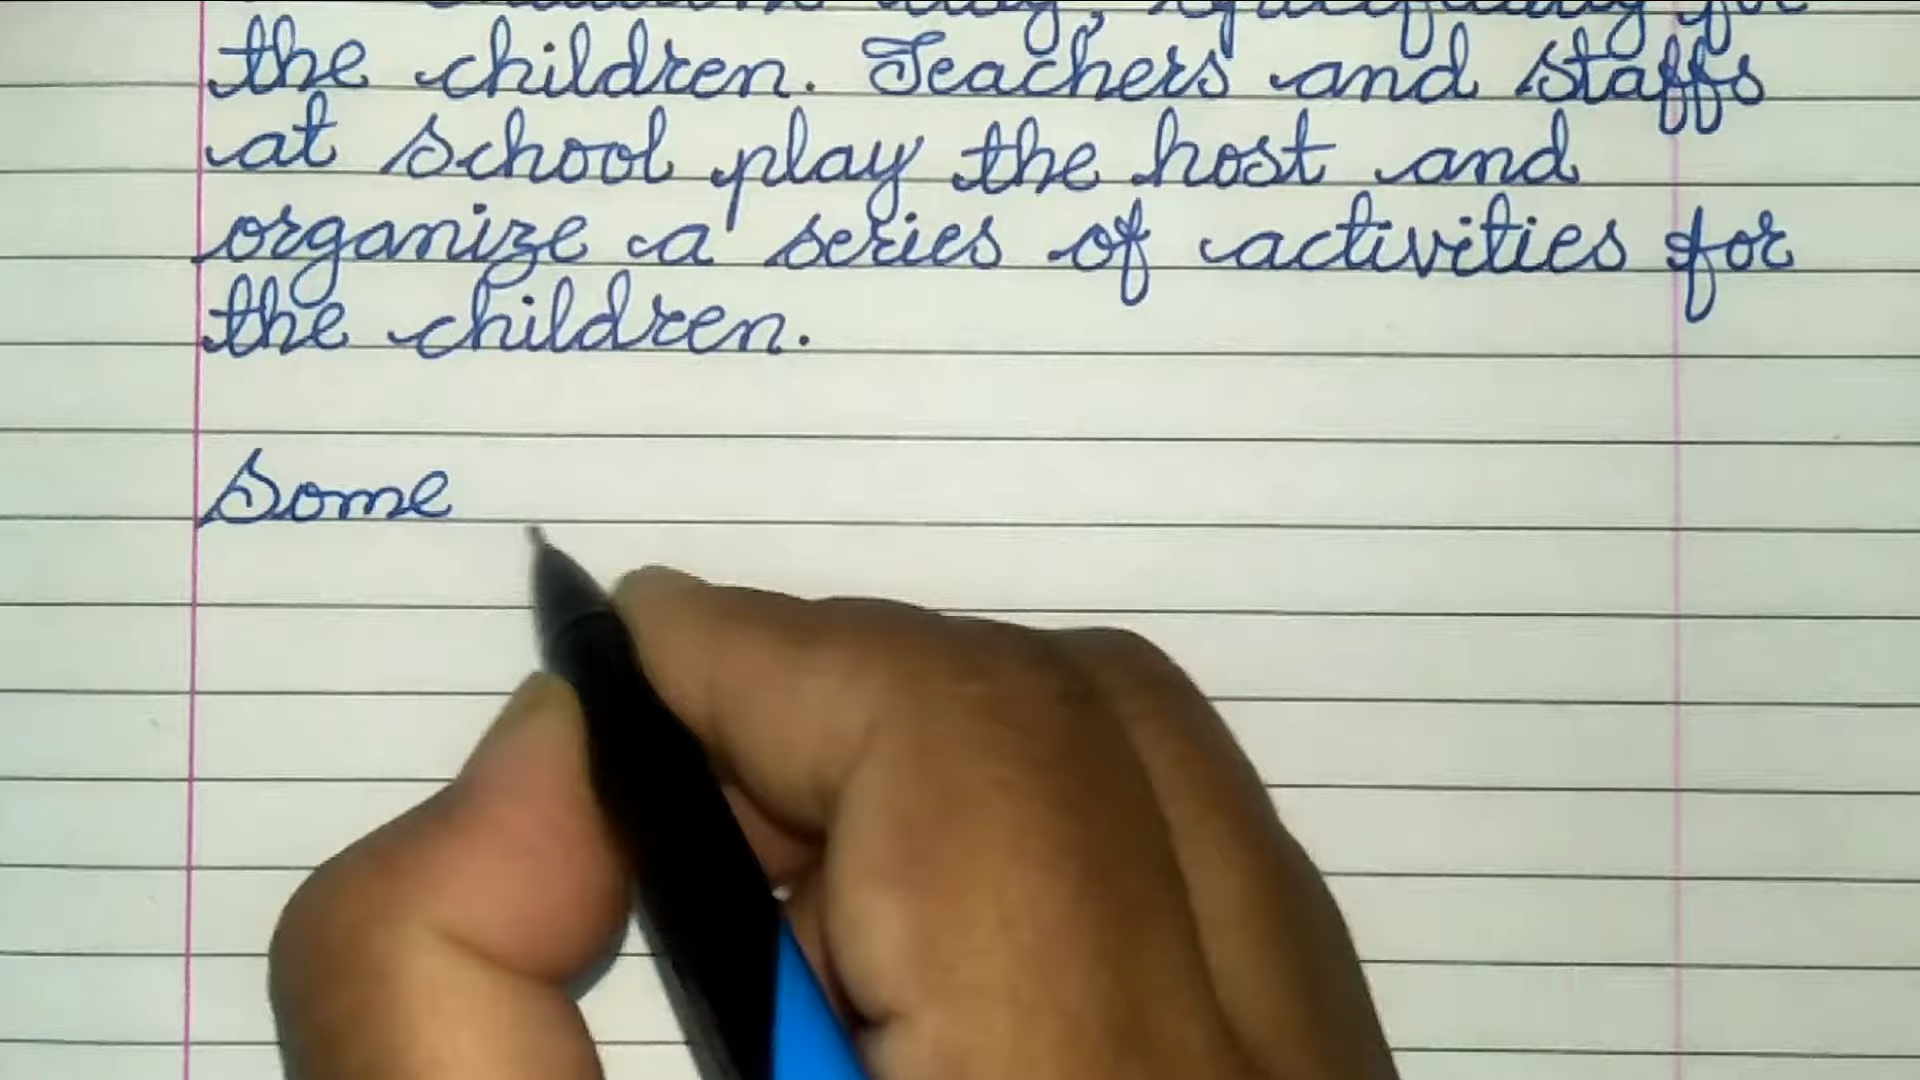 for
the children. Teachers and staffs
at school play the host and
organize a series of activities for
the children.
Some